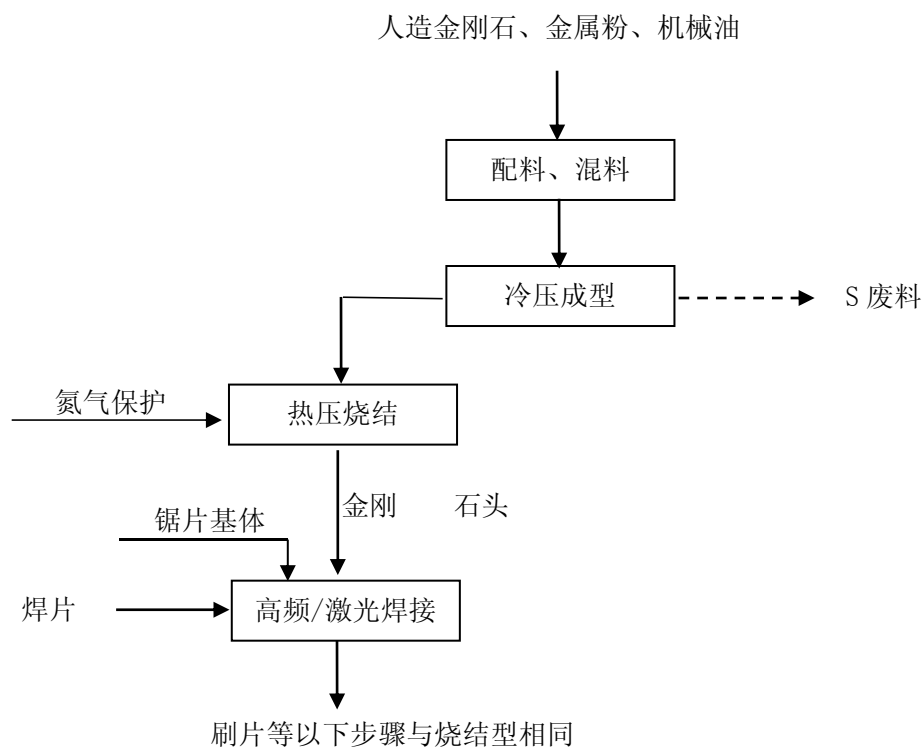 人造金刚石、金属粉、机械油
配料、混料
冷压成型
S 废料
氮气保护
热压烧结
金刚 石头
锯片基体
焊片
高频/激光焊接
刷片等以下步骤与烧结型相同